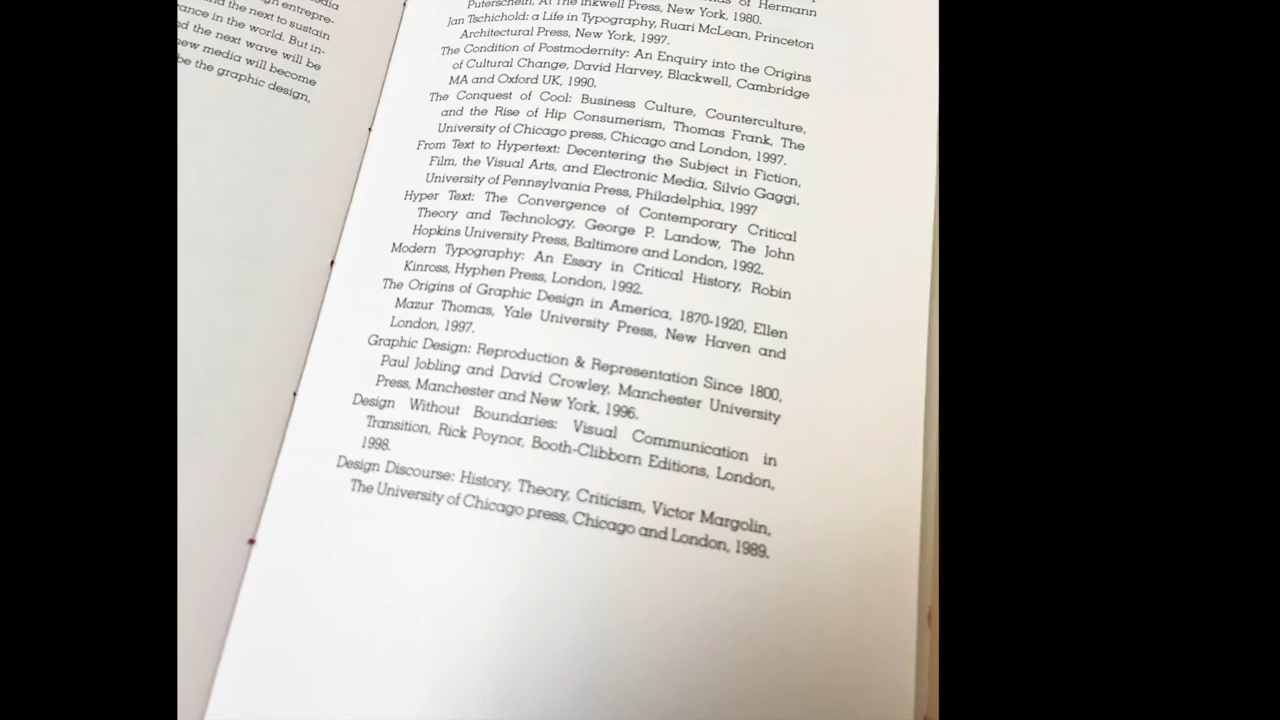 media
entrepre-
and the next to sustain
rance in the world. But in-
nd the next wave will be
new media will become
be the graphic design,
of Hermann
Puterschein, At The Inkwell Press, New York, 1980.
Jan Tschichold: a Life in Typography, Ruari McLean, Princeton
Architectural Press, New York, 1997.
The Condition of Postmodernity: An Enquiry into the Origins
of Cultural Change, David Harvey, Blackwell, Cambridge
MA and Oxford UK, 1990.
The Conquest of Cool: Business Culture, Counterculture,
and the Rise of Hip Consumerism, Thomas Frank, The
University of Chicago press, Chicago and London, 1997.
From Text to Hypertext: Decentering the Subject in Fiction,
Film, the Visual Arts, and Electronic Media, Silvio Gaggi,
University of Pennsylvania Press, Philadelphia, 1997
Hyper Text: The Convergence of Contemporary Critical
Theory and Technology, George P. Landow, The John
Hopkins University Press, Baltimore and London, 1992.
Modern Typography: An Essay in Critical History, Robin
Kinross, Hyphen Press, London, 1992.
The Origins of Graphic Design in America, 1870-1920, Ellen
Mazur Thomas, Yale University Press, New Haven and
London, 1997.
Graphic Design: Reproduction & Representation Since 1800,
Paul Jobling and David Crowley, Manchester University
Press, Manchester and New York, 1996.
Design Without Boundaries: Visual Communication in
Transition, Rick Poynor, Booth-Clibborn Editions, London,
1998.
Design Discourse: History, Theory, Criticism, Victor Margolin,
The University of Chicago press, Chicago and London, 1989.